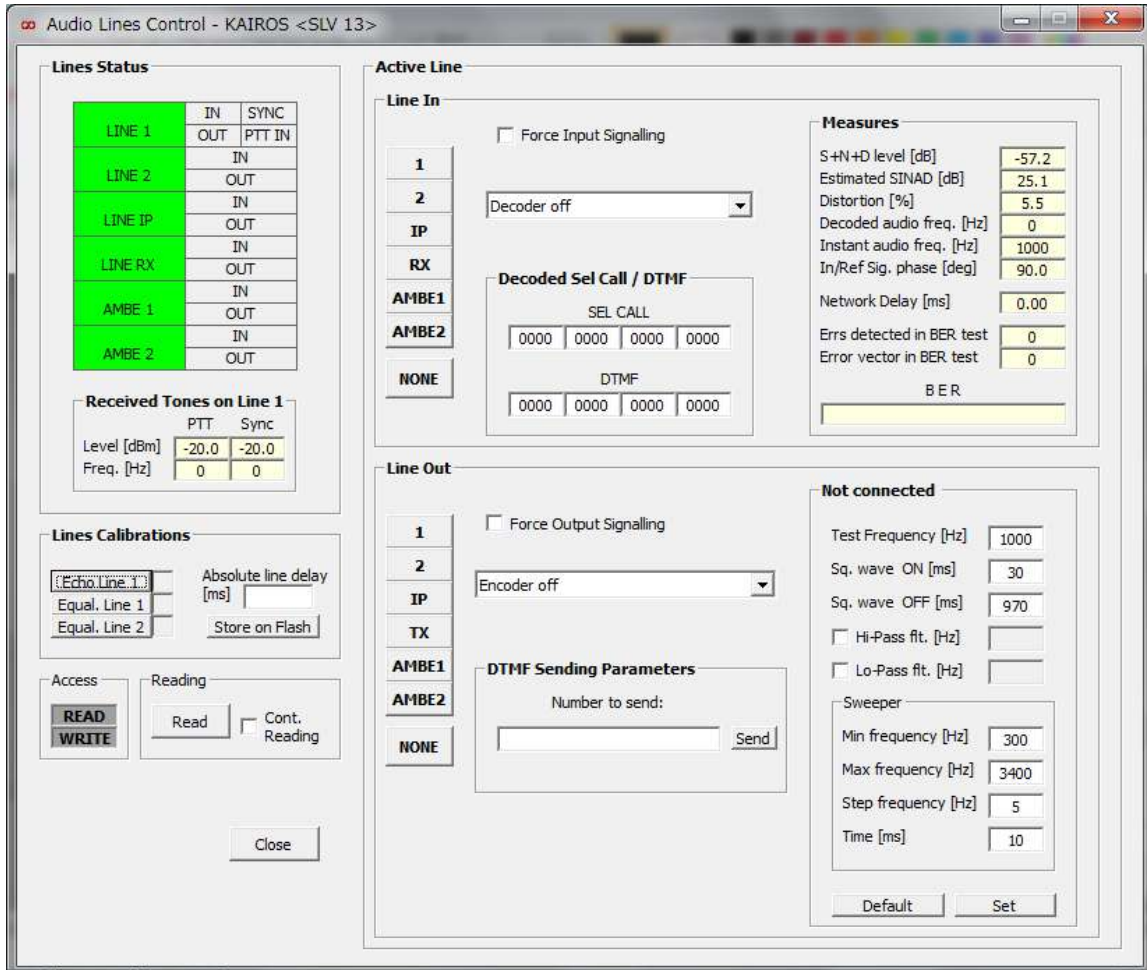 Audio Lines Control - KAIROS <SLV 13>
Lines Status
LINE 1
IN SYNC
OUT PTT IN
LINE 2
IN
OUT
LINE IP
IN
OUT
LINE RX
IN
OUT
AMBE 1
IN
OUT
AMBE 2
IN
OUT
Received Tones on Line 1
PTT Sync
Level [dBm] -20.0 -20.0
Freq. [Hz] 0 0
Lines Calibrations
Echo Line 1
Equal. Line 1
Equal. Line 2
Absolute line delay
[ms]
Store on Flash
Access
READ
WRITE
Reading
Read
Cont.
Reading
Close
Active Line
Line In
1
2
IP
RX
AMBE1
AMBE2
NONE
Force Input Signalling
Decoder off
Decoded Sel Call / DTMF
SEL CALL
0000 0000 0000 0000
DTMF
0000 0000 0000 0000
Measures
S+N+D level [dB] -57.2
Estimated SINAD [dB] 25.1
Distortion [%] 5.5
Decoded audio freq. [Hz] 0
Instant audio freq. [Hz] 1000
In/Ref Sig. phase [deg] 90.0
Network Delay [ms] 0.00
Errs detected in BER test 0
Error vector in BER test 0
B E R
Line Out
1
2
IP
TX
AMBE1
AMBE2
NONE
Force Output Signalling
Encoder off
DTMF Sending Parameters
Number to send:
Send
Not connected
Test Frequency [Hz] 1000
Sq. wave ON [ms] 30
Sq. wave OFF [ms] 970
Hi-Pass flt. [Hz]
Lo-Pass flt. [Hz]
Sweeper
Min frequency [Hz] 300
Max frequency [Hz] 3400
Step frequency [Hz] 5
Time [ms] 10
Default Set